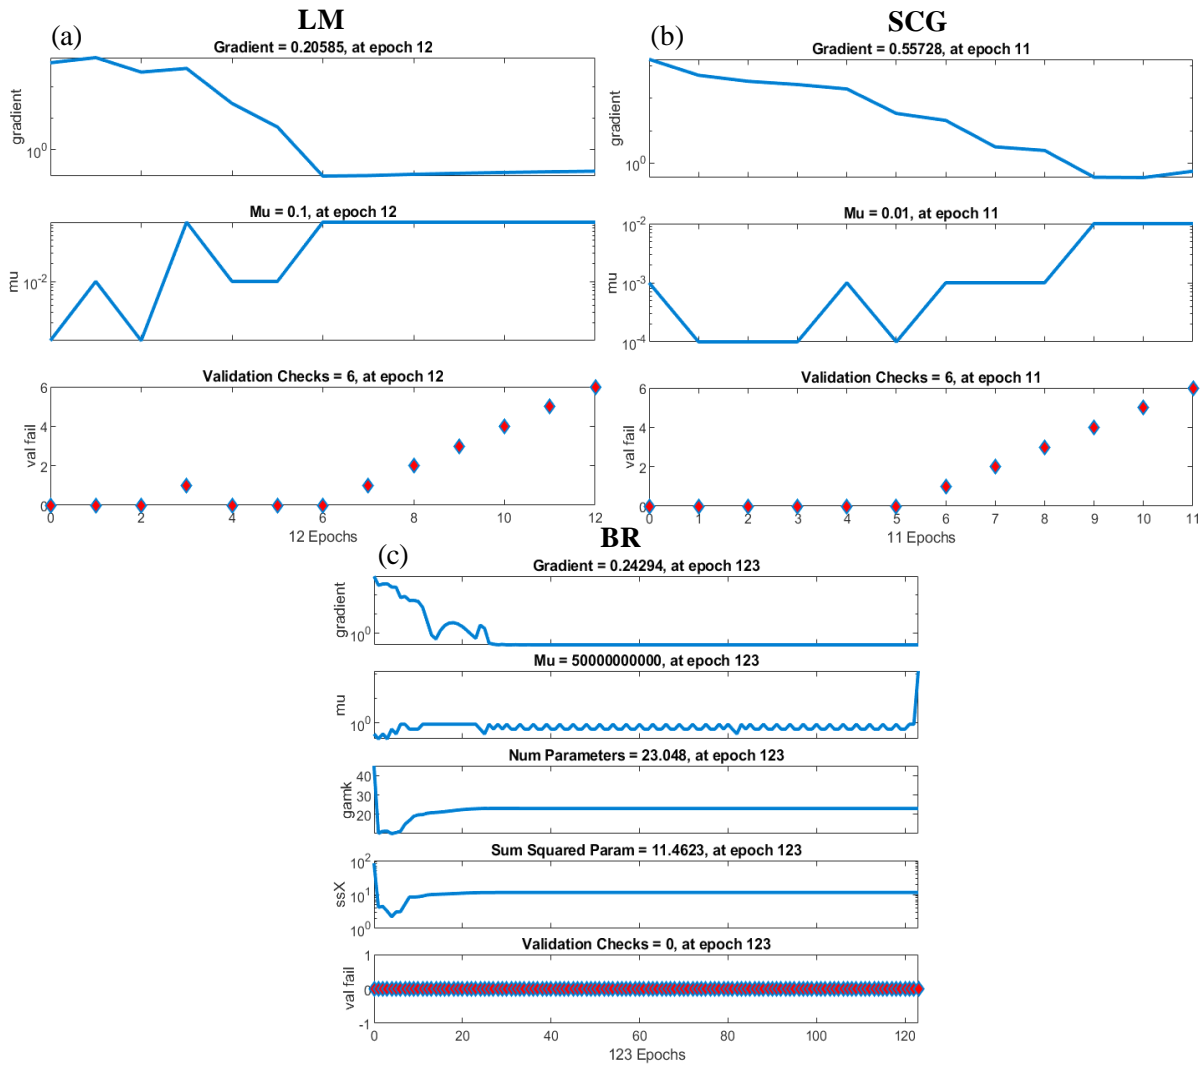 LM
(a)
Gradient = 0.20585, at epoch 12
gradient
10^0
Mu = 0.1, at epoch 12
mu
10^-2
Validation Checks = 6, at epoch 12
val fail
6
4
2
0
0 2 4 6 8 10 12
12 Epochs
SCG
(b)
Gradient = 0.55728, at epoch 11
gradient
10^0
Mu = 0.01, at epoch 11
mu
10^-2
10^-3
10^-4
Validation Checks = 6, at epoch 11
val fail
6
4
2
0
0 1 2 3 4 5 6 7 8 9 10 11
11 Epochs
BR
(c)
Gradient = 0.24294, at epoch 123
gradient
10^0
Mu = 50000000000, at epoch 123
mu
10^0
Num Parameters = 23.048, at epoch 123
gamk
40
30
20
Sum Squared Param = 11.4623, at epoch 123
ssX
10^2
10^1
10^0
Validation Checks = 0, at epoch 123
val fail
1
0
-1
0 20 40 60 80 100 120
123 Epochs